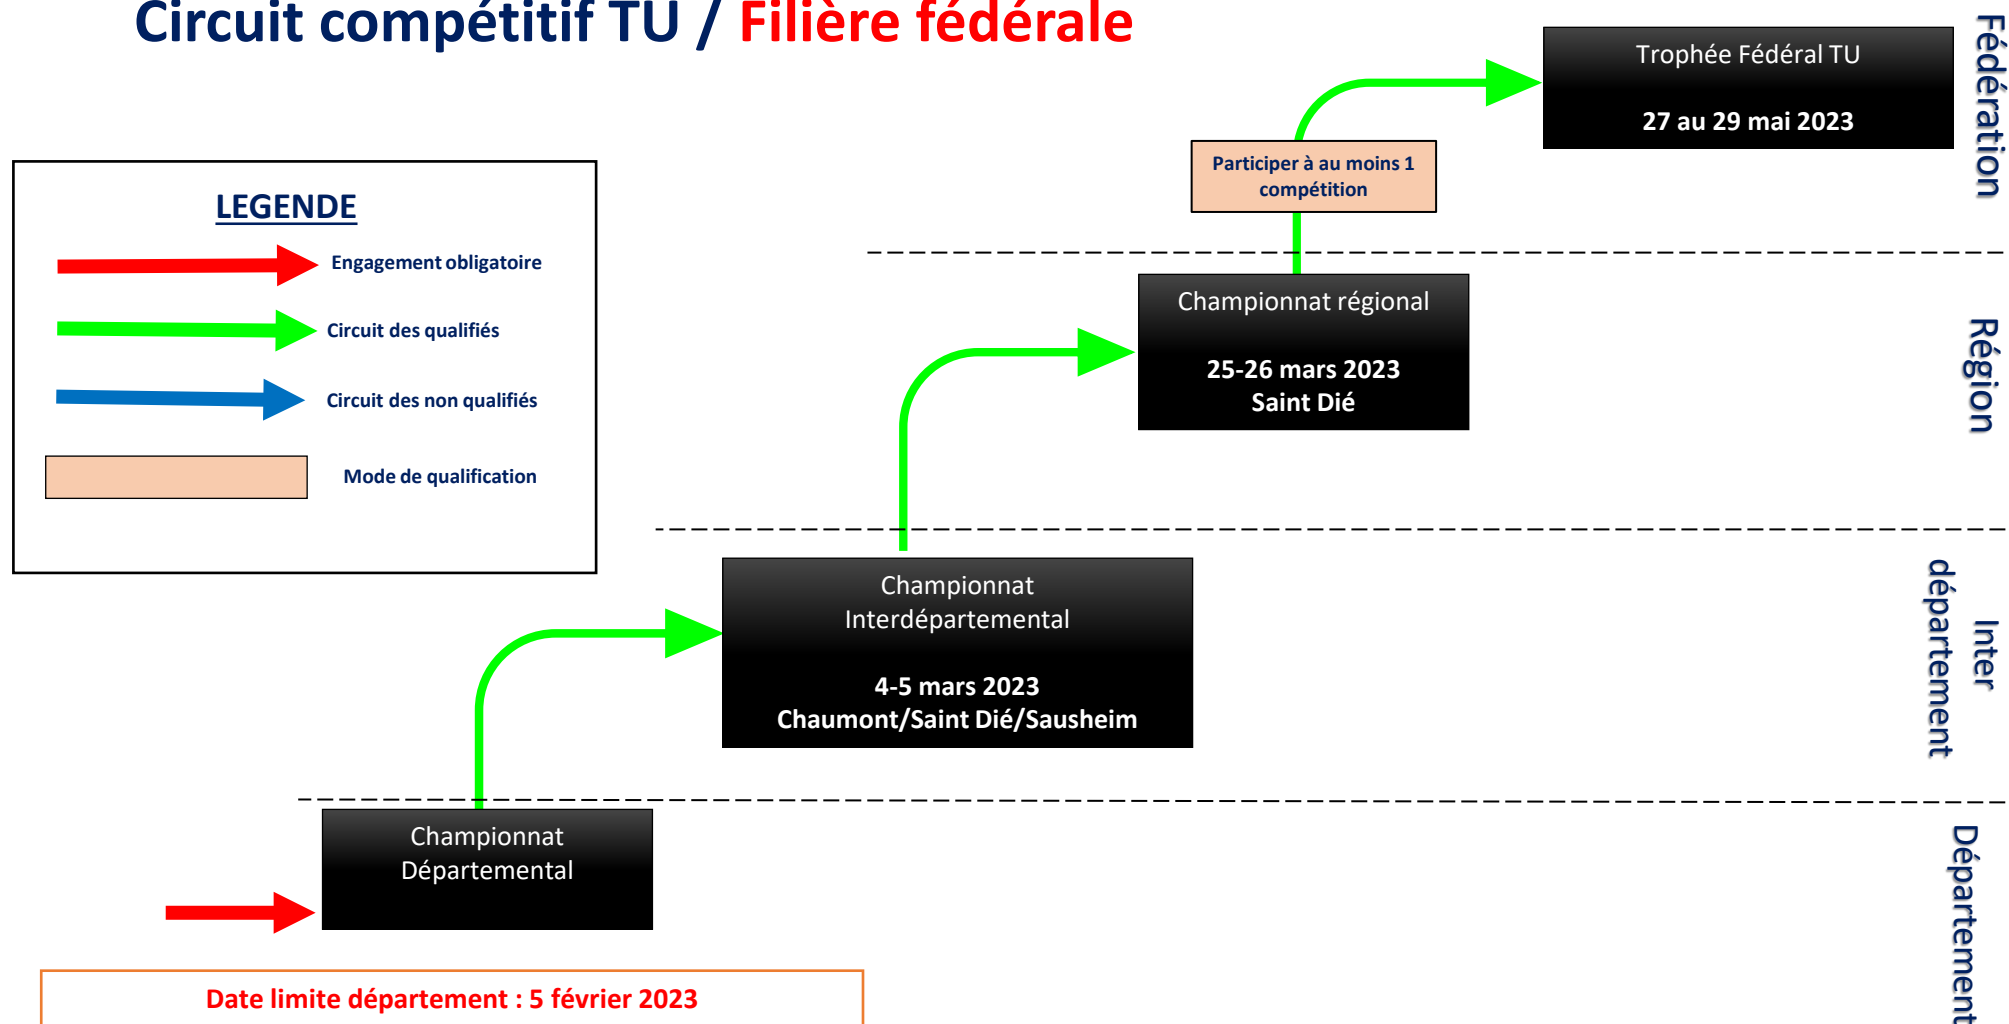 Circuit compétitif TU / Filière fédérale
Trophée Fédéral TU
27 au 29 mai 2023
Fédération
Participer à au moins 1
compétition
LEGENDE
Engagement obligatoire
Circuit des qualifiés
Circuit des non qualifiés
Mode de qualification
Championnat régional
25-26 mars 2023
Saint Dié
Région
Championnat
Interdépartemental
4-5 mars 2023
Chaumont/Saint Dié/Sausheim
Inter
département
Championnat
Départemental
Département
Date limite département : 5 février 2023